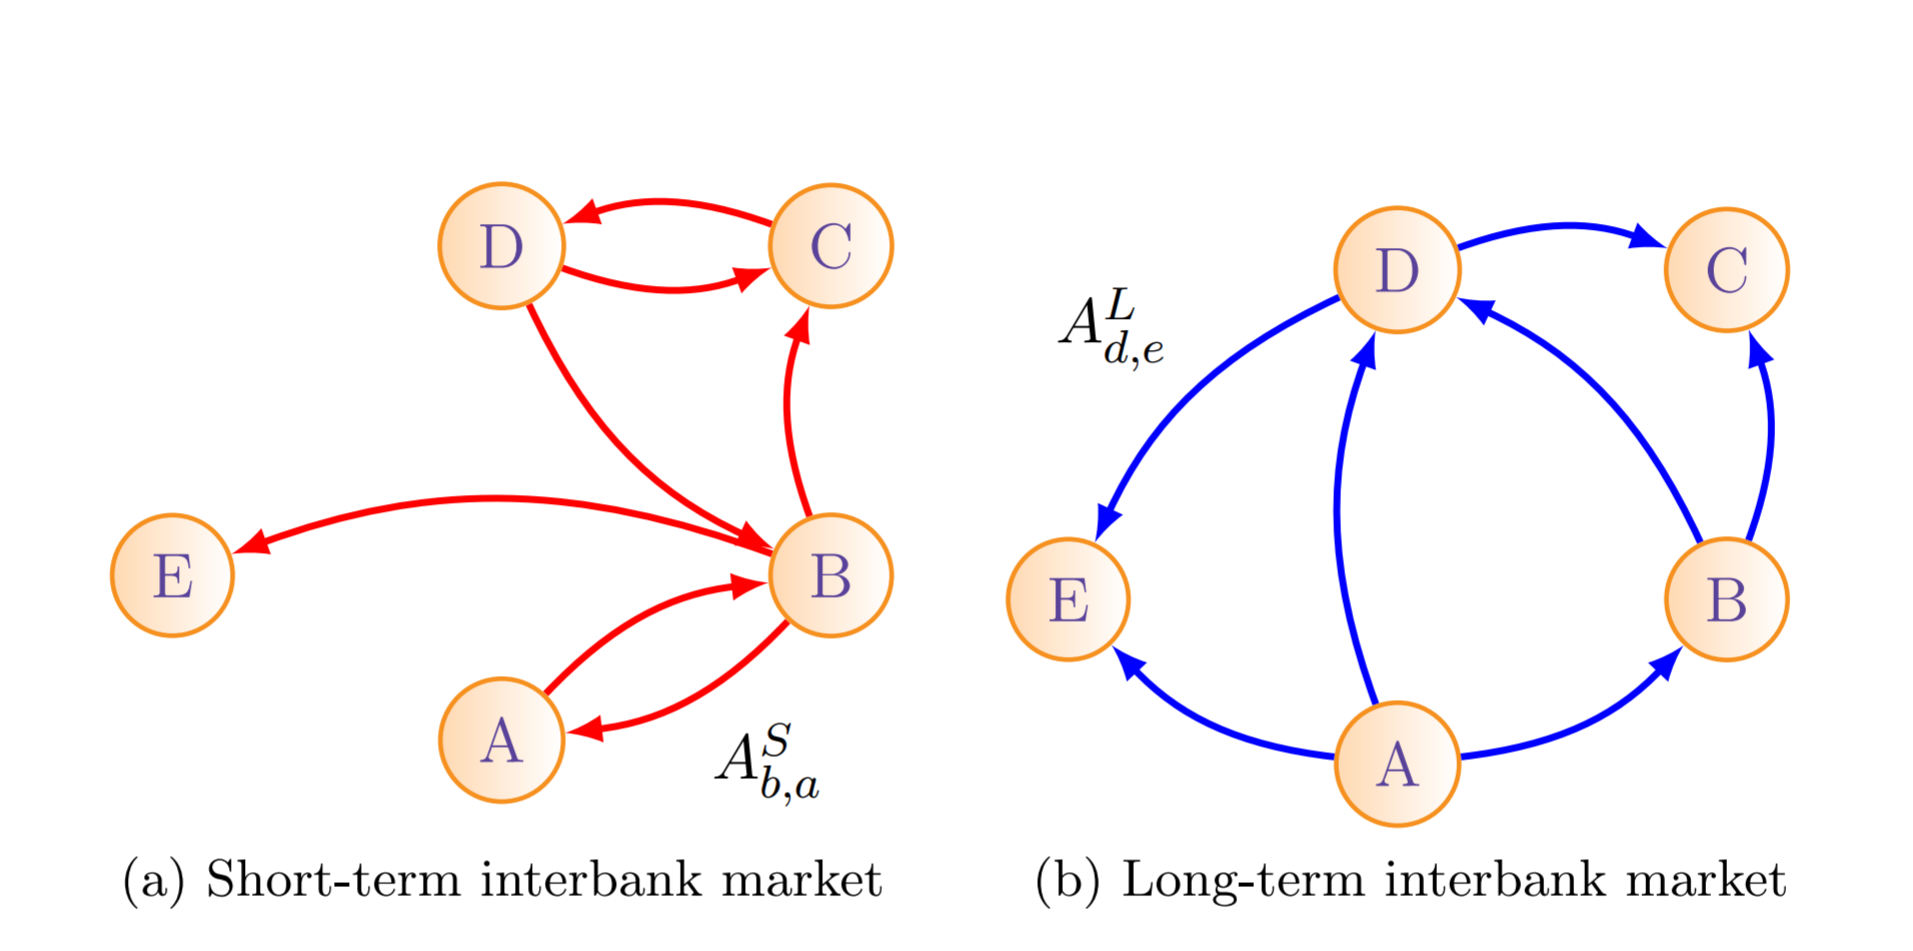 D
C
E
B
A
$A^S_{b,a}$
(a) Short-term interbank market
D
C
$A^L_{d,e}$
E
B
A
(b) Long-term interbank market